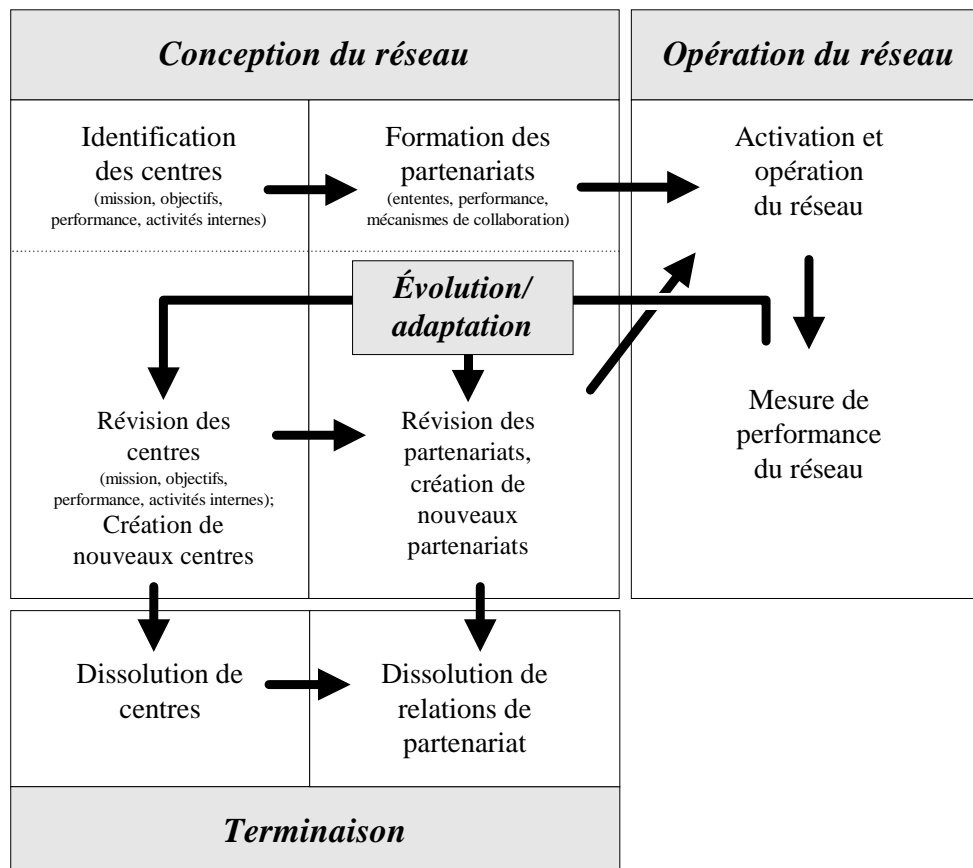 Conception du réseau
Opération du réseau
Identification
des centres
(mission, objectifs,
performance, activités internes)
Formation des
partenariats
(ententes, performance,
mécanismes de collaboration)
Activation et
opération
du réseau
Évolution/
adaptation
Révision des
centres
(mission, objectifs,
performance, activités internes);
Création de
nouveaux centres
Révision des
partenariats,
création de
nouveaux
partenariats
Mesure de
performance
du réseau
Dissolution de
centres
Dissolution de
relations de
partenariat
Terminaison